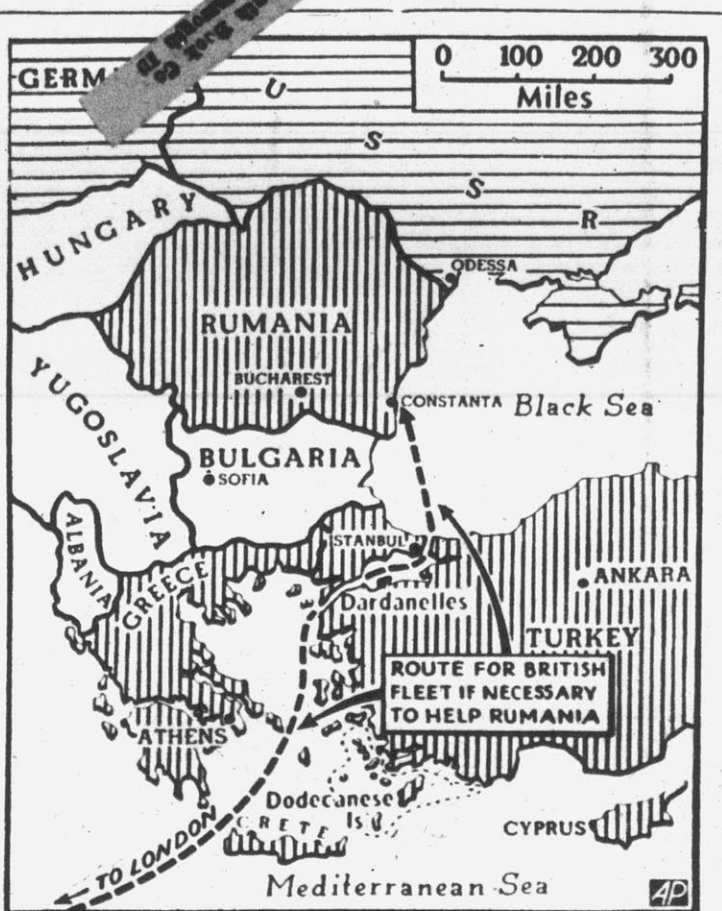 GERM
U
S
S
R
0 100 200 300
Miles
HUNGARY
ODESSA
RUMANIA
BUCHAREST
CONSTANTA
Black Sea
YUGOSLAVIA
BULGARIA
SOFIA
ALBANIA
GREECE
ISTANBUL
ANKARA
Dardanelles
TURKEY
ROUTE FOR BRITISH
FLEET IF NECESSARY
TO HELP RUMANIA
ATHENS
Dodecanese
Is
CRETE
CYPRUS
TO LONDON
Mediterranean Sea
AP